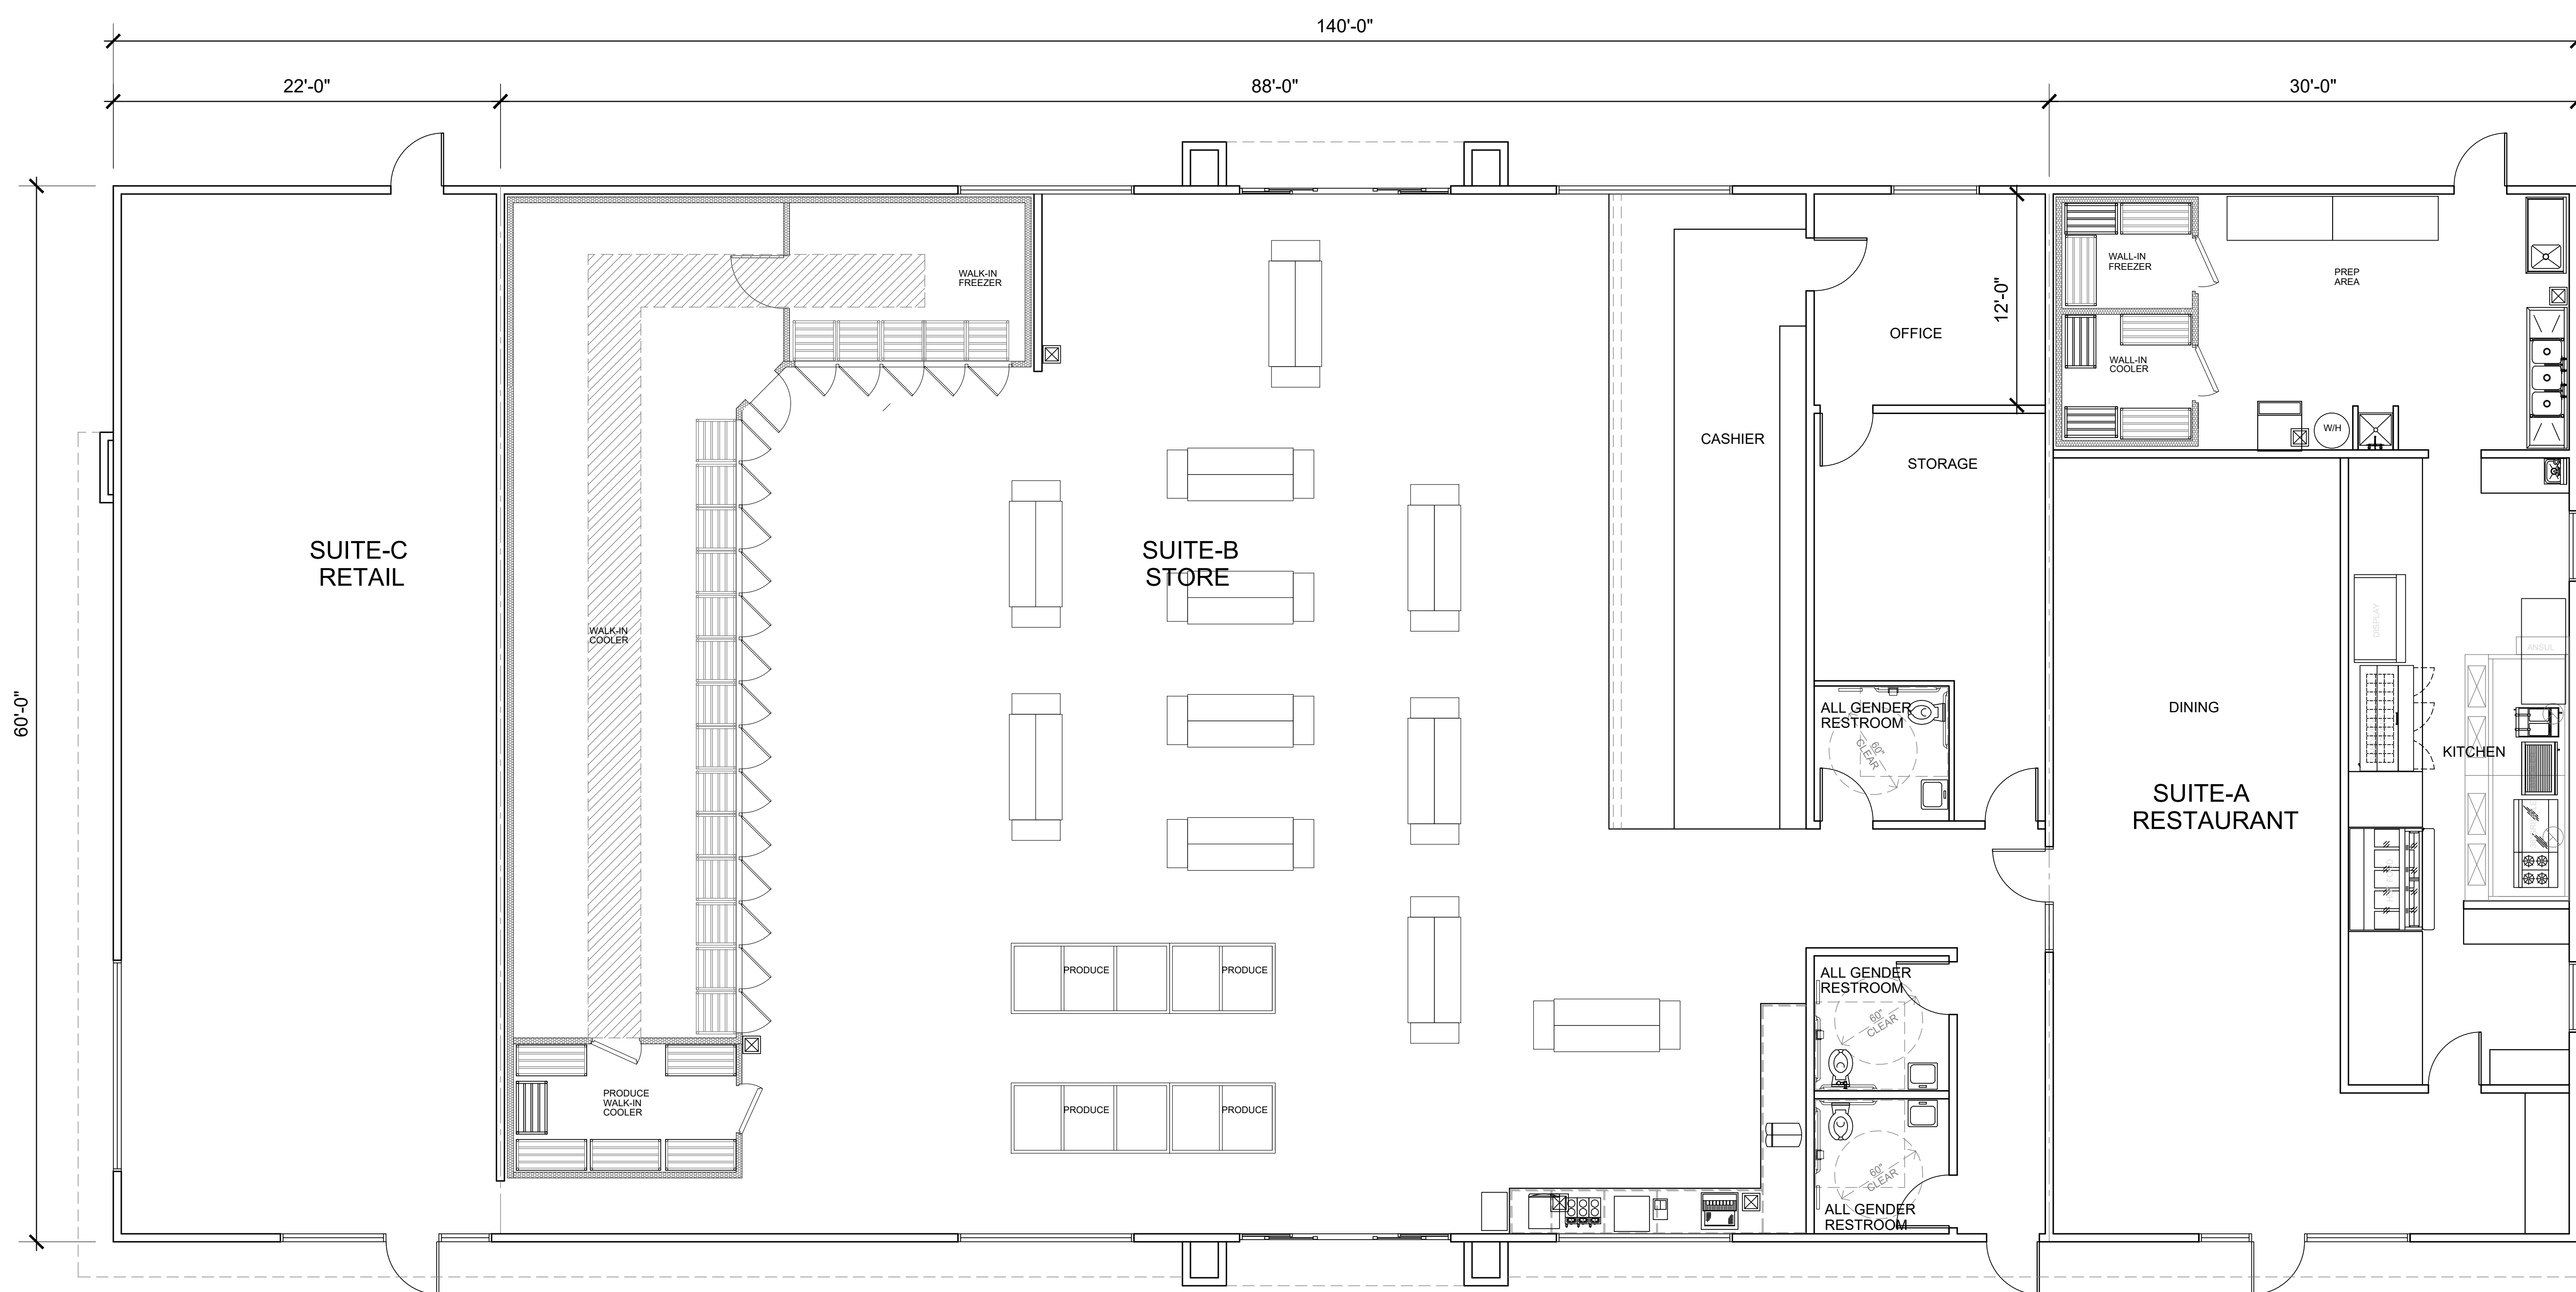 140'-0"
22'-0"
88'-0"
30'-0"
60'-0"
12'-0"
WALK-IN
FREEZER
WALL-IN
FREEZER
PREP
AREA
OFFICE
WALL-IN
COOLER
W/H
CASHIER
STORAGE
SUITE-C
RETAIL
SUITE-B
STORE
WALK-IN
COOLER
DISPLAY
ANSUL
ALL GENDER
RESTROOM
60"
CLEAR
DINING
KITCHEN
SUITE-A
RESTAURANT
PRODUCE
PRODUCE
ALL GENDER
RESTROOM
60"
CLEAR
PRODUCE
WALK-IN
COOLER
PRODUCE
PRODUCE
60"
CLEAR
ALL GENDER
RESTROOM